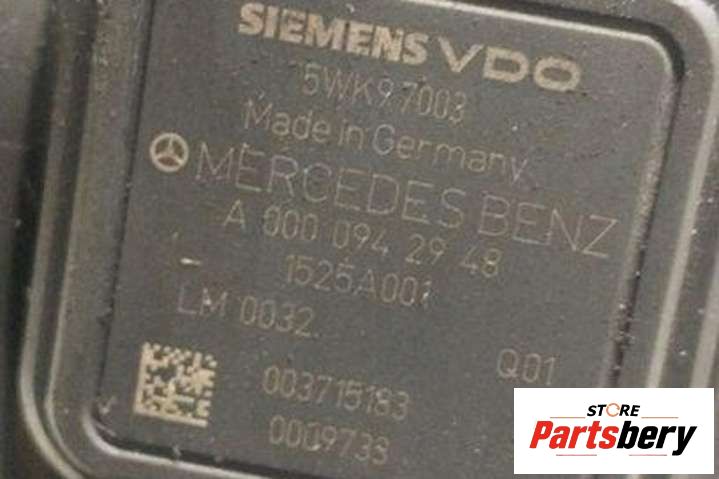 SIEMENS VDO
5WK97003
Made in Germany
MERCEDES BENZ
A 000 094 29 48
1525A001
LM 0032
Q01
003715183
0009738
STORE
Partsbery